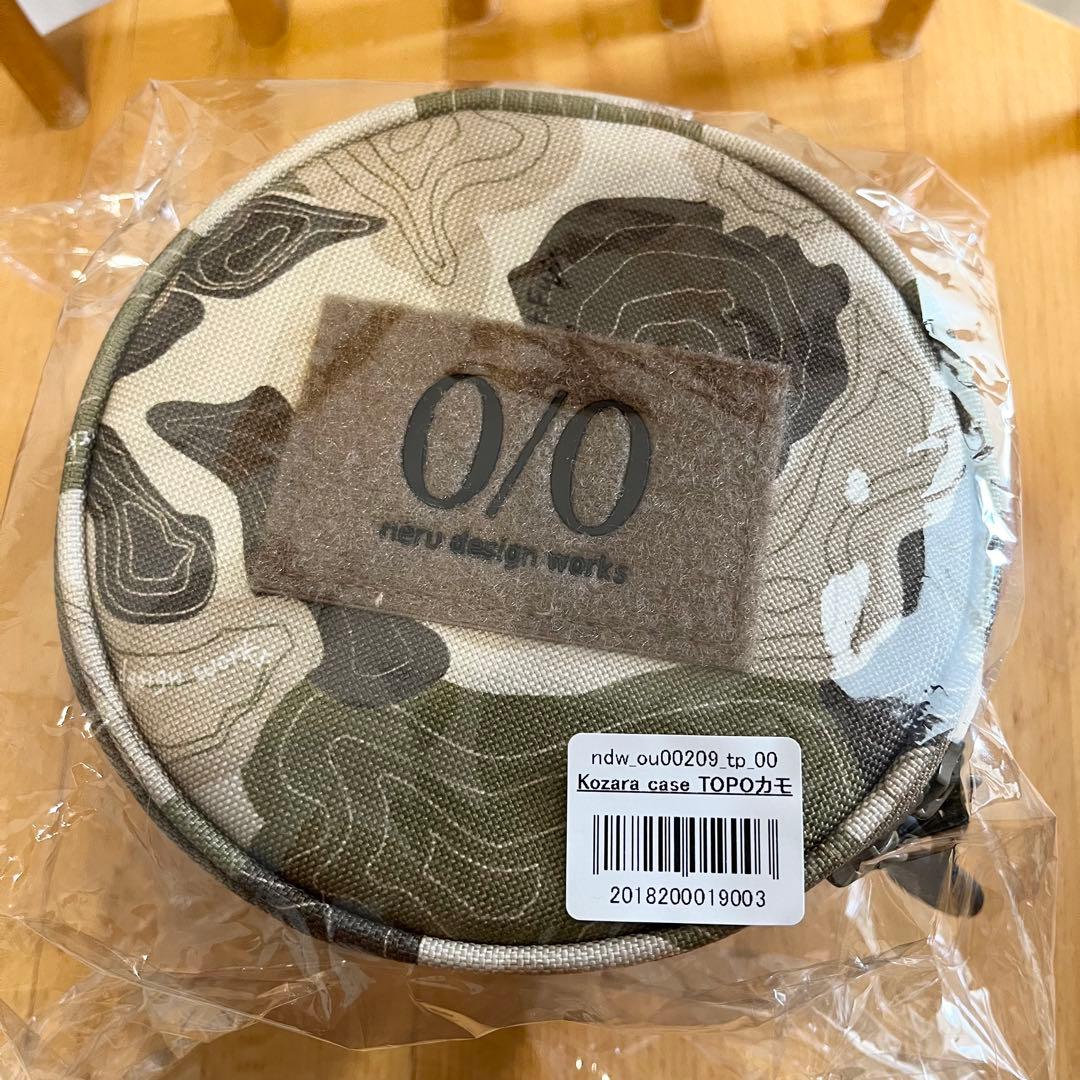 0/0
neru design works
ndw_ou00209_tp_00
Kozara case TOPOカモ
2018200019003